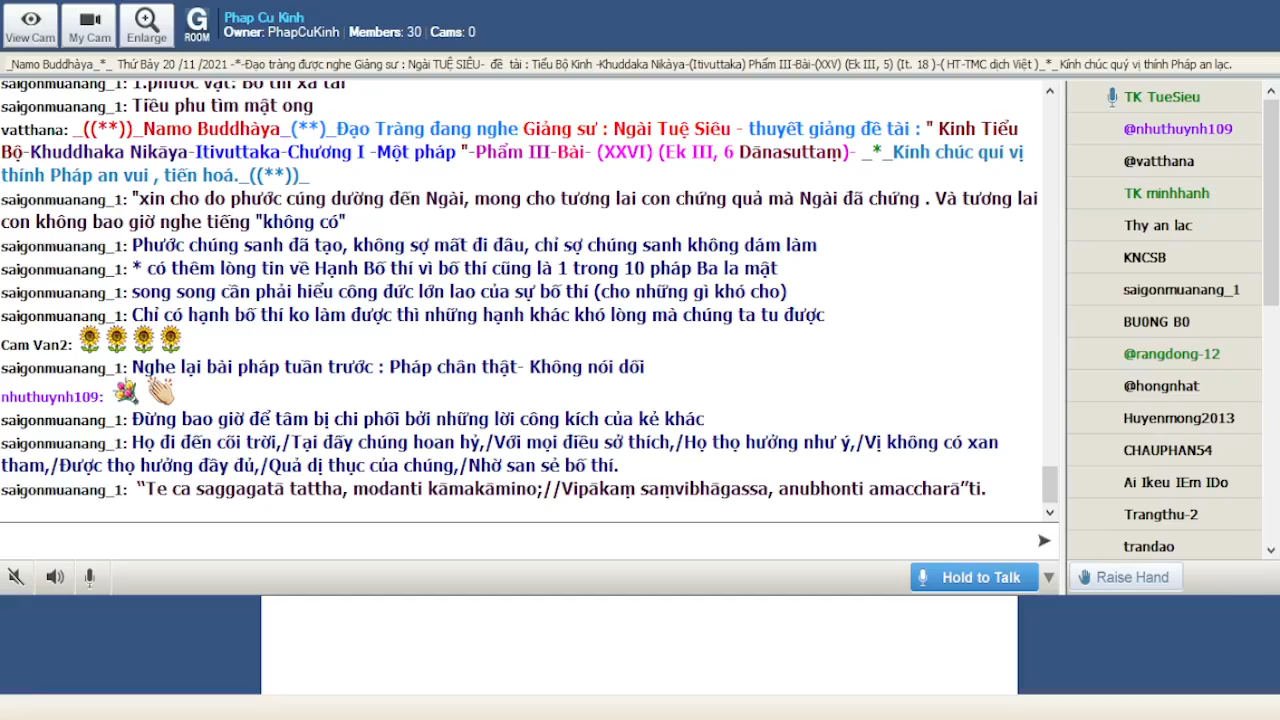 View Cam
My Cam
Enlarge
G
ROOM
Phap Cu Kinh
Owner: PhapCuKinh | Members: 30 | Cams: 0
_Namo Buddhàya_*_ Thứ Bảy 20 /11 /2021 -*-Đạo tràng được nghe Giảng sư : Ngài TUỆ SIÊU- đề tài : Tiểu Bộ Kinh -Khuddaka Nikàya-(Itivuttaka) Phẩm III-Bài-(XXV) (Ek III, 5) (It. 18 )-( HT-TMC dịch Việt )_*_Kính chúc quý vị thính Pháp an lạc.
saigonmuanang_1: 1.phước vật: Bố thí xả tài
saigonmuanang_1: Tiều phu tìm mật ong
vatthana: _((**))_Namo Buddhàya_(**)_Đạo Tràng đang nghe Giảng sư : Ngài Tuệ Siêu - thuyết giảng đề tài : " Kinh Tiểu
Bộ-Khuddhaka Nikāya-Itivuttaka-Chương I -Một pháp "-Phẩm III-Bài- (XXVI) (Ek III, 6 Dānasuttaṃ)- _*_Kính chúc quí vị
thính Pháp an vui , tiến hoá._((**))_
saigonmuanang_1: "xin cho do phước cúng dường đến Ngài, mong cho tương lai con chứng quả mà Ngài đã chứng . Và tương lai
con không bao giờ nghe tiếng "không có"
saigonmuanang_1: Phước chúng sanh đã tạo, không sợ mất đi đâu, chỉ sợ chúng sanh không dám làm
saigonmuanang_1: * có thêm lòng tin về Hạnh Bố thí vì bố thí cũng là 1 trong 10 pháp Ba la mật
saigonmuanang_1: song song cần phải hiểu công đức lớn lao của sự bố thí (cho những gì khó cho)
saigonmuanang_1: Chỉ có hạnh bố thí ko làm được thì những hạnh khác khó lòng mà chúng ta tu được
Cam Van2:
saigonmuanang_1: Nghe lại bài pháp tuần trước : Pháp chân thật- Không nói dối
nhuthuynh109:
saigonmuanang_1: Đừng bao giờ để tâm bị chi phối bởi những lời công kích của kẻ khác
saigonmuanang_1: Họ đi đến cõi trời,/Tại đấy chúng hoan hỷ,/Với mọi điều sở thích,/Họ thọ hưởng như ý,/Vị không có xan
tham,/Được thọ hưởng đầy đủ,/Quả dị thục của chúng,/Nhờ san sẻ bố thí.
saigonmuanang_1: “Te ca saggagatā tattha, modanti kāmakāmino;//Vipākaṃ saṃvibhāgassa, anubhonti amaccharā”ti.
Hold to Talk
TK TueSieu
@nhuthuynh109
@vatthana
TK minhhanh
Thy an lac
KNCSB
saigonmuanang_1
BU0NG B0
@rangdong-12
@hongnhat
Huyenmong2013
CHAUPHAN54
Ai Ikeu IEm IDo
Trangthu-2
trandao
Raise Hand